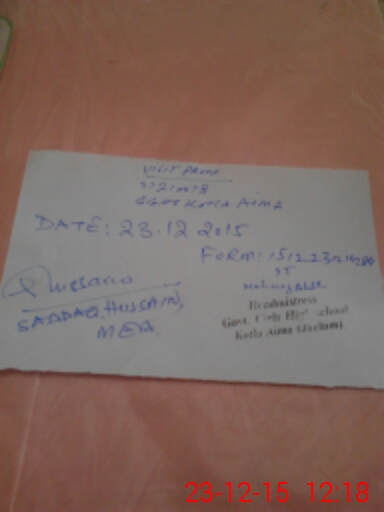 VISIT PROOF
GGHS KOTLA AIMA
DATE: 23.12 2015
FORM:
SADDAQ HUSSAIN,
MEA.
Headmistress
Govt. Girls High School
Kotla Aima (Jhelum)
23-12-15 12:18